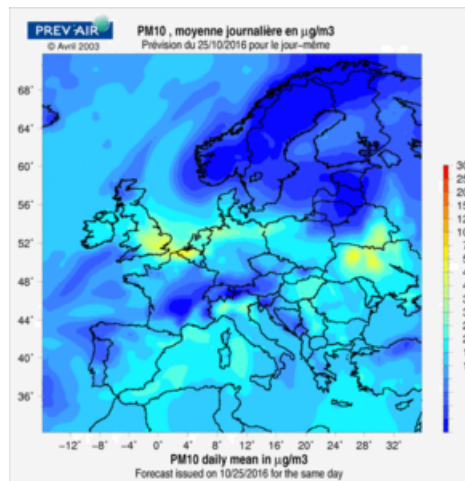 PREV'AIR
© Avril 2003
PM10 , moyenne journalière en µg/m3
Prévision du 25/10/2016 pour le jour-même
68°
64°
60°
56°
52°
48°
44°
40°
36°
-12° -8° -4° 0° 4° 8° 12° 16° 20° 24° 28° 32°
PM10 daily mean in µg/m3
Forecast issued on 10/25/2016 for the same day